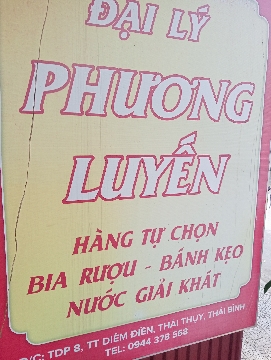 ĐẠI LÝ
PHƯƠNG
LUYẾN
HÀNG TỰ CHỌN
BIA RƯỢU - BÁNH KẸO
NƯỚC GIẢI KHÁT
Đ/C: TDP 8, TT DIÊM ĐIỀN, THÁI THỤY, THÁI BÌNH
TEL: 0944 378 568